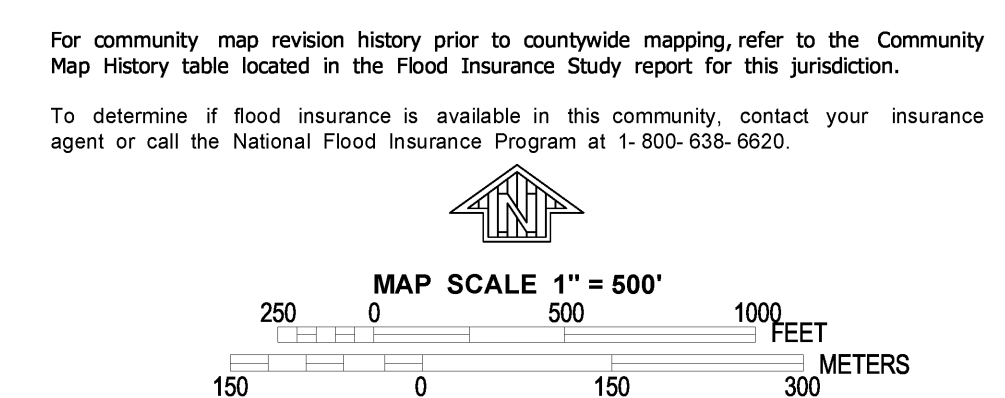 For community map revision history prior to countywide mapping, refer to the Community
Map History table located in the Flood Insurance Study report for this jurisdiction.
To determine if flood insurance is available in this community, contact your insurance
agent or call the National Flood Insurance Program at 1- 800- 638- 6620.
N
MAP SCALE 1" = 500'
250 0 500 1000
FEET
METERS
150 0 150 300